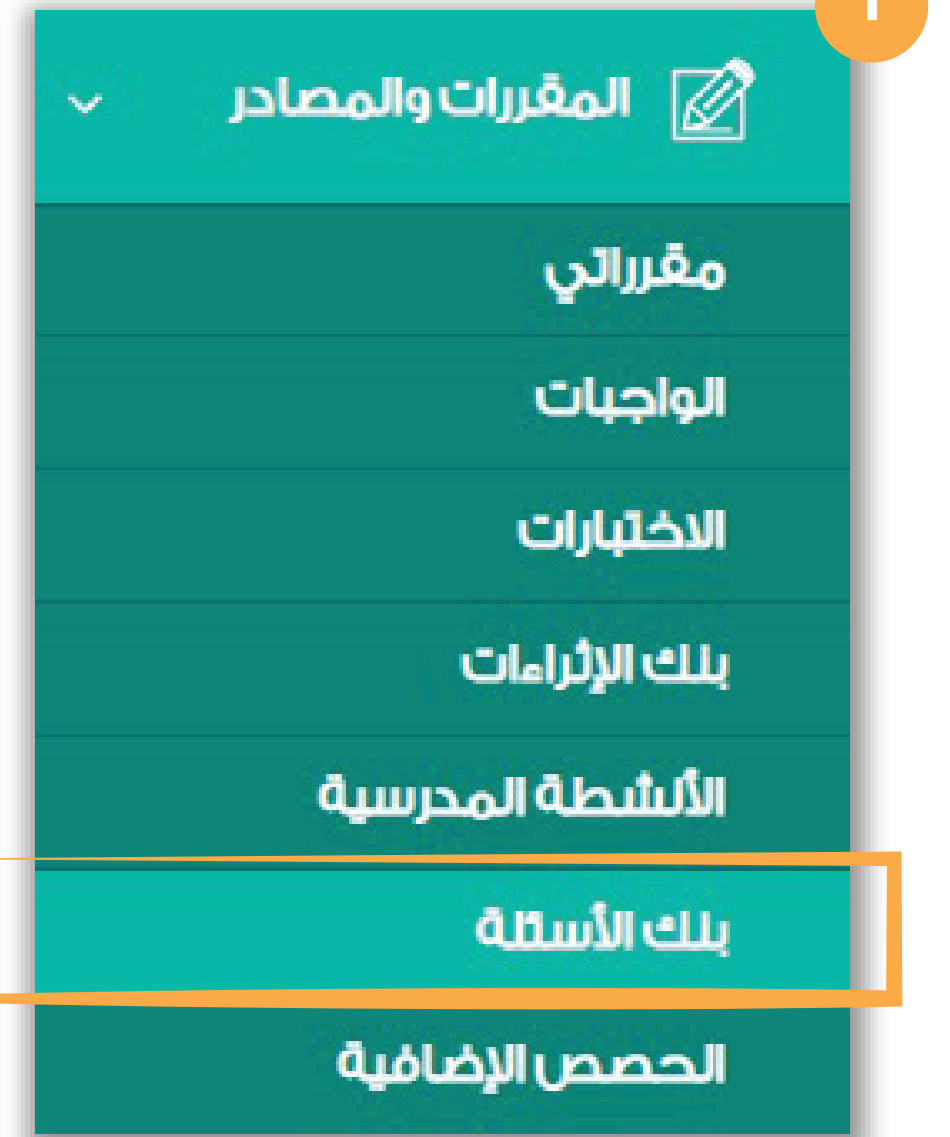 المقررات والمصادر
مقرراتي
الواجبات
الاختبارات
بنك الإثراءات
الأنشطة المدرسية
بنك الأسئلة
الحصص الإضافية